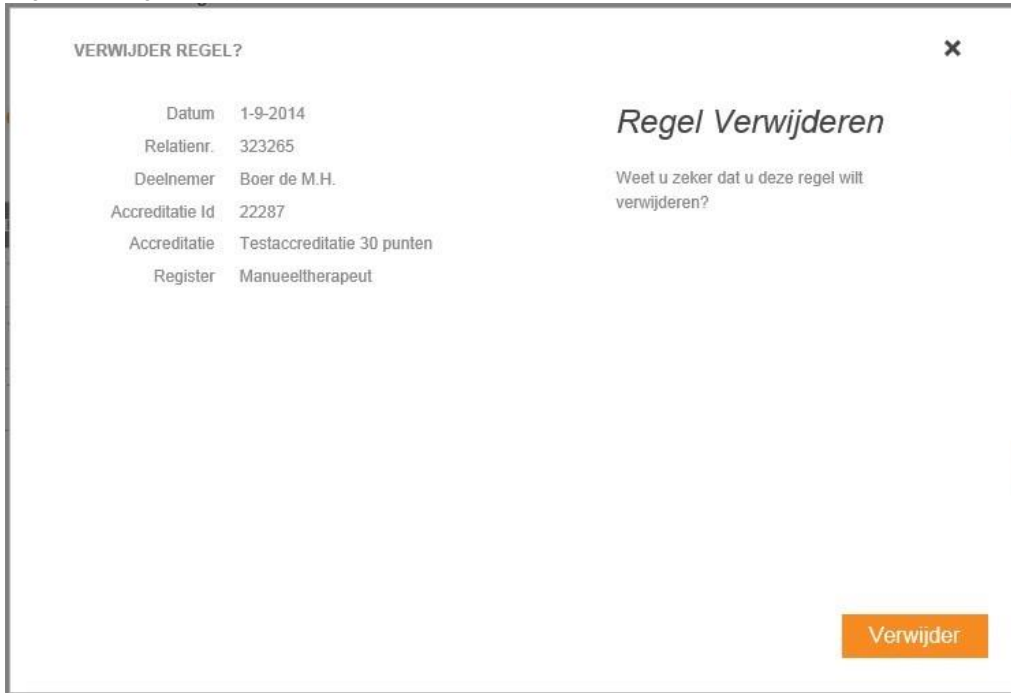 VERWIJDER REGEL?
Datum 1-9-2014
Relatienr. 323265
Deelnemer Boer de M.H.
Accreditatie Id 22287
Accreditatie Testaccreditatie 30 punten
Register Manueeltherapeut
Regel Verwijderen
Weet u zeker dat u deze regel wilt
verwijderen?
Verwijder